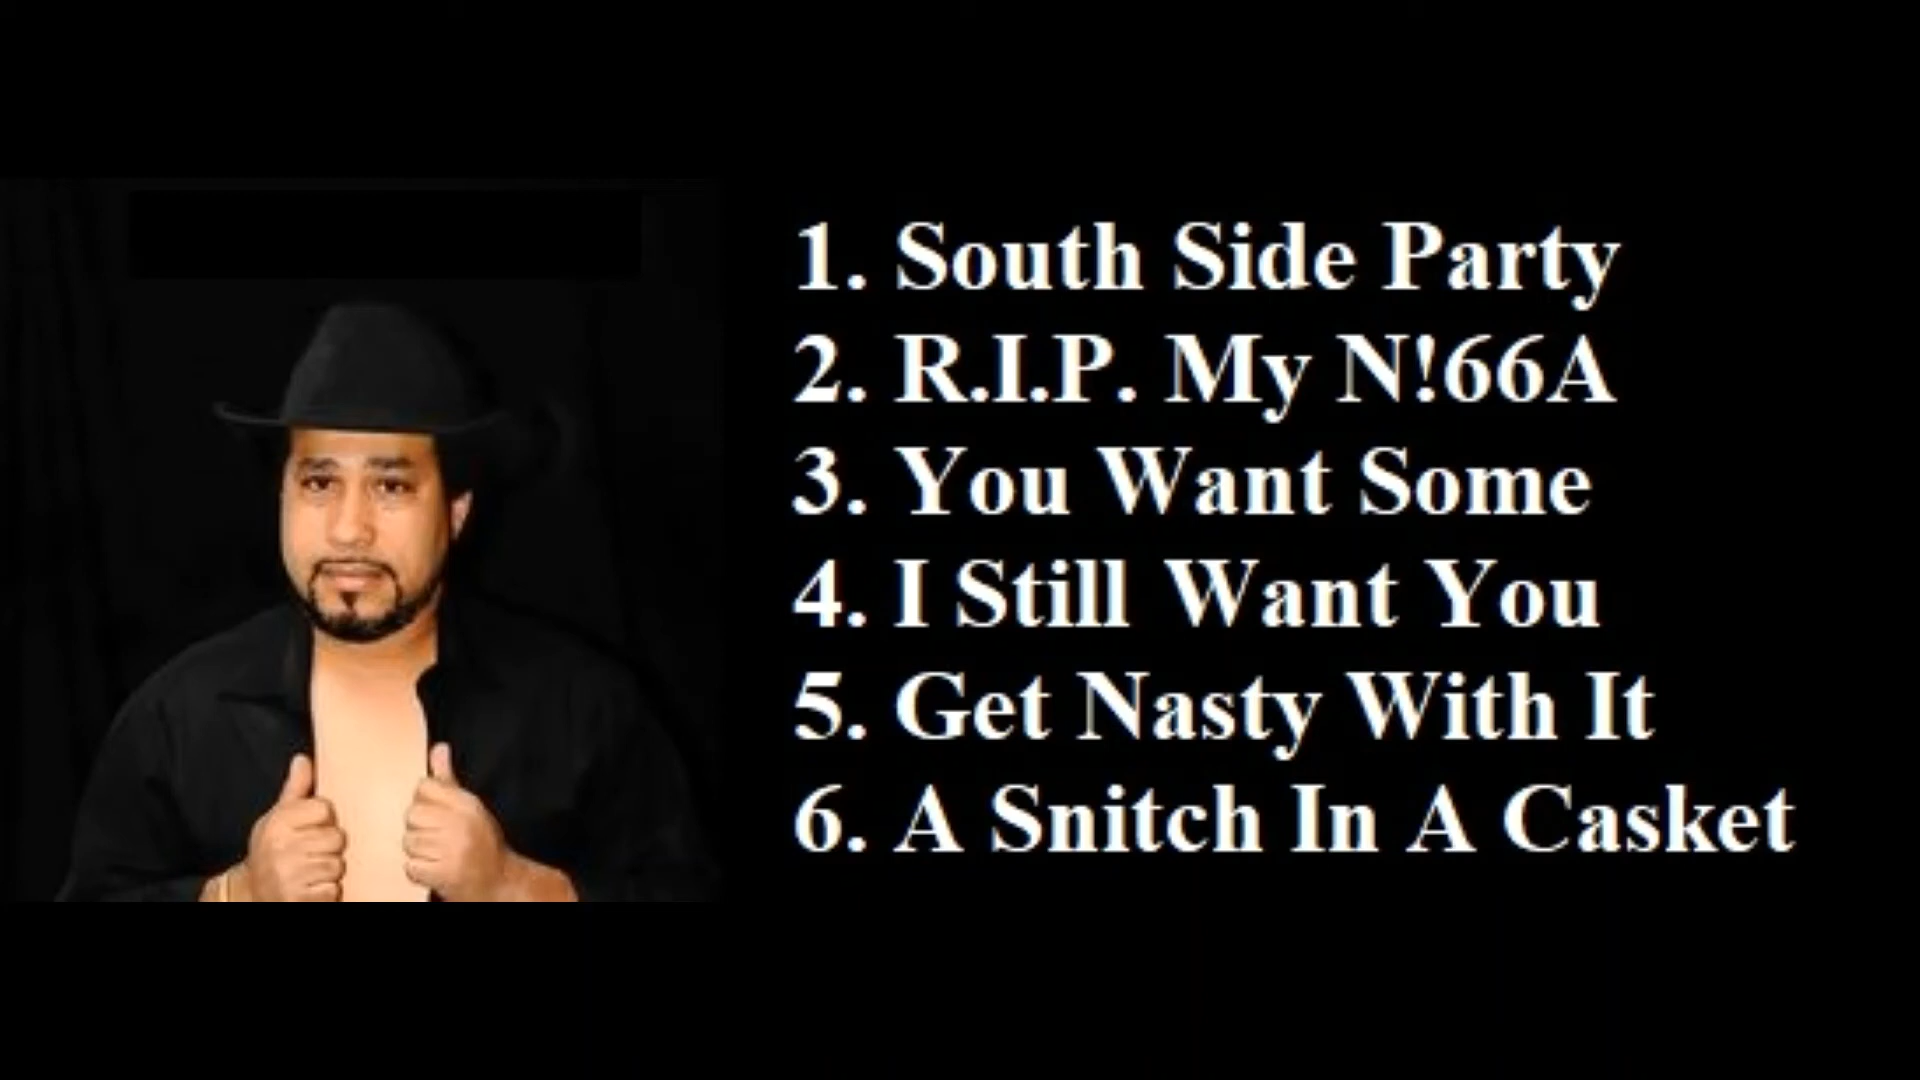 1. South Side Party
2. R.I.P. My N!66A
3. You Want Some
4. I Still Want You
5. Get Nasty With It
6. A Snitch In A Casket